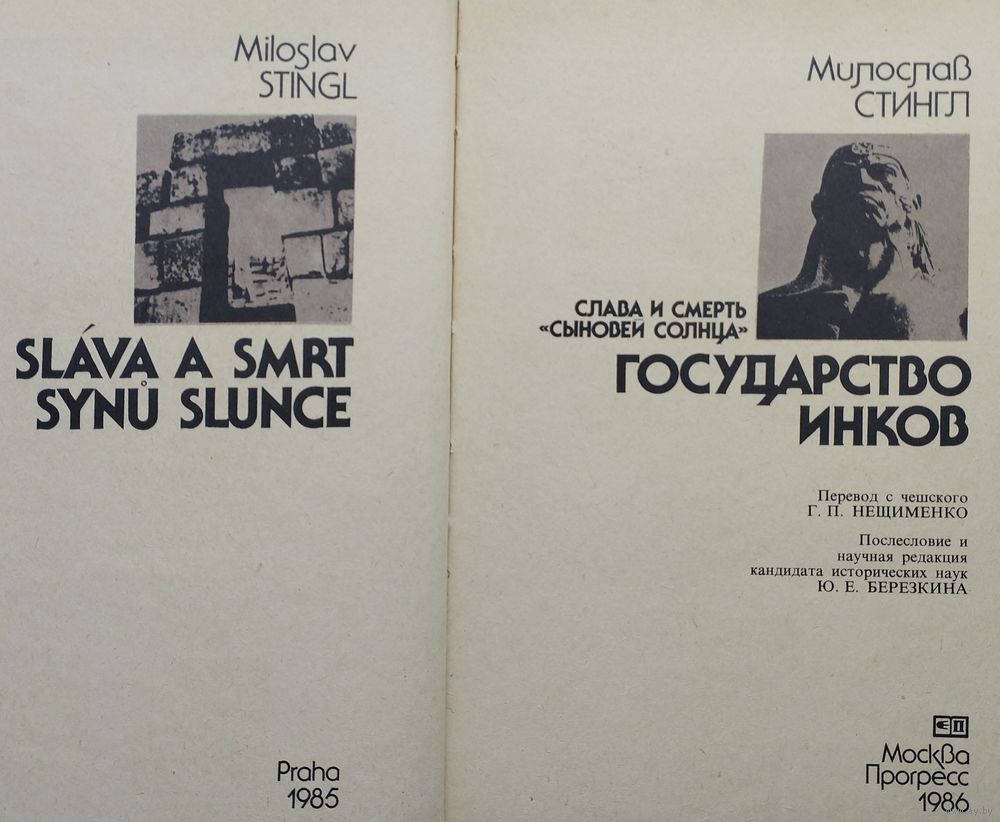 Miloslav
STINGL
SLÁVA A SMRT
SYNŮ SLUNCE
Praha
1985
Милослав
СТИНГЛ
СЛАВА И СМЕРТЬ
«СЫНОВЕЙ СОЛНЦА»
ГОСУДАРСТВО
ИНКОВ
Перевод с чешского
Г. П. НЕЩИМЕНКО
Послесловие и
научная редакция
кандидата исторических наук
Ю. Е. БЕРЕЗКИНА
Москва
Прогресс
1986